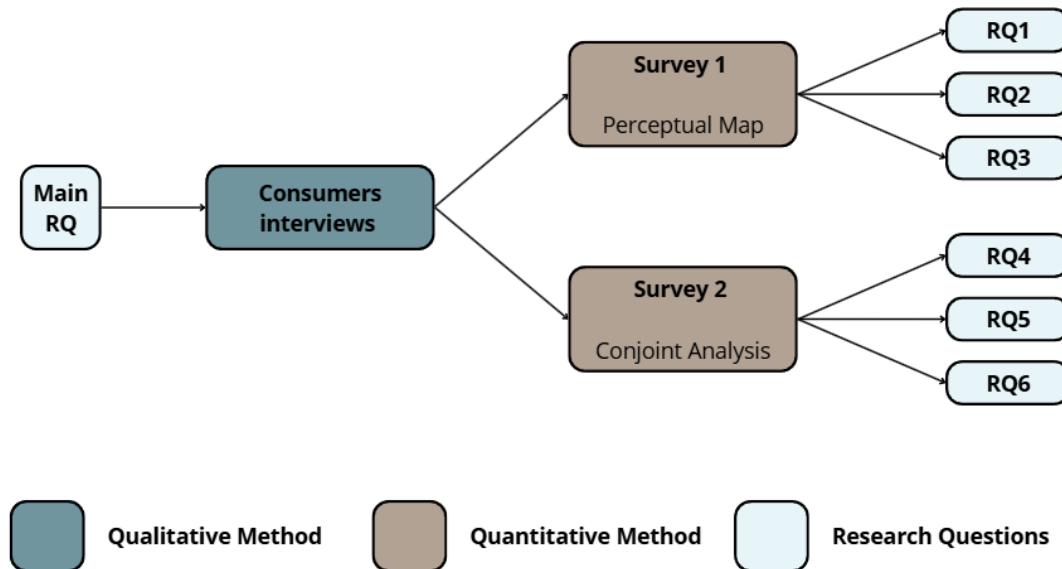 Main
RQ
Consumers
interviews
Survey 1
Perceptual Map
RQ1
RQ2
RQ3
Survey 2
Conjoint Analysis
RQ4
RQ5
RQ6
Qualitative Method
Quantitative Method
Research Questions